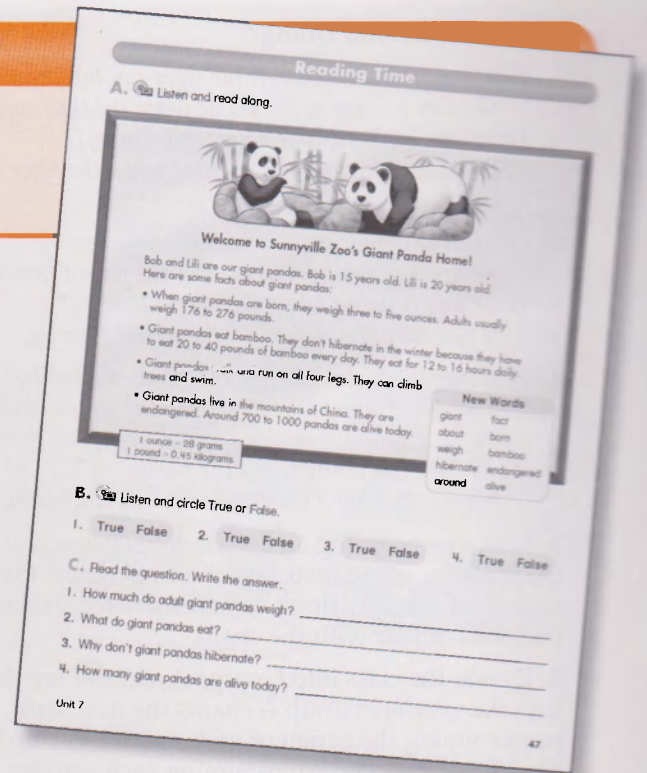 Reading Time
A. Listen and read along.
Welcome to Sunnyville Zoo's Giant Panda Home!
Bob and Lili are our giant pandas. Bob is 15 years old. Lili is 20 years old.
Here are some facts about giant pandas:
• When giant pandas are born, they weigh three to five ounces. Adults usually
weigh 176 to 276 pounds.
• Giant pandas eat bamboo. They don't hibernate in the winter because they have
to eat 20 to 40 pounds of bamboo every day. They eat for 12 to 16 hours daily.
• Giant pandas and run on all four legs. They can climb
trees and swim.
• Giant pandas live in the mountains of China. They are
endangered. Around 700 to 1000 pandas are alive today.
New Words
giant fact
about born
weigh bamboo
hibernate endangered
around alive
1 ounce = 28 grams
1 pound = 0.45 kilograms
B. Listen and circle True or False.
1. True False 2. True False 3. True False 4. True False
C. Read the question. Write the answer.
1. How much do adult giant pandas weigh?
2. What do giant pandas eat?
3. Why don't giant pandas hibernate?
4. How many giant pandas are alive today?
Unit 7
47